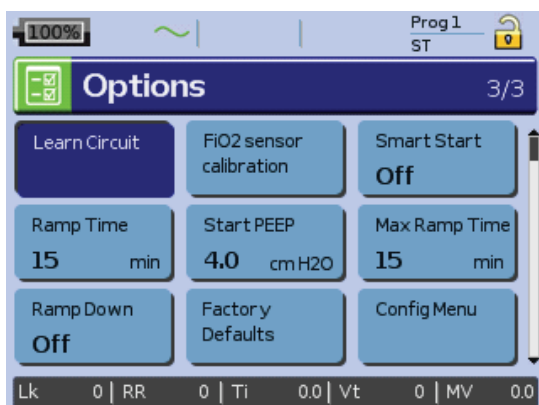 100%
Prog 1
ST
Options
3/3
Learn Circuit
FiO2 sensor
calibration
Smart Start
Off
Ramp Time
15 min
Start PEEP
4.0 cm H2O
Max Ramp Time
15 min
Ramp Down
Off
Factory
Defaults
Config Menu
Lk 0 | RR 0 | Ti 0.0 | Vt 0 | MV 0.0